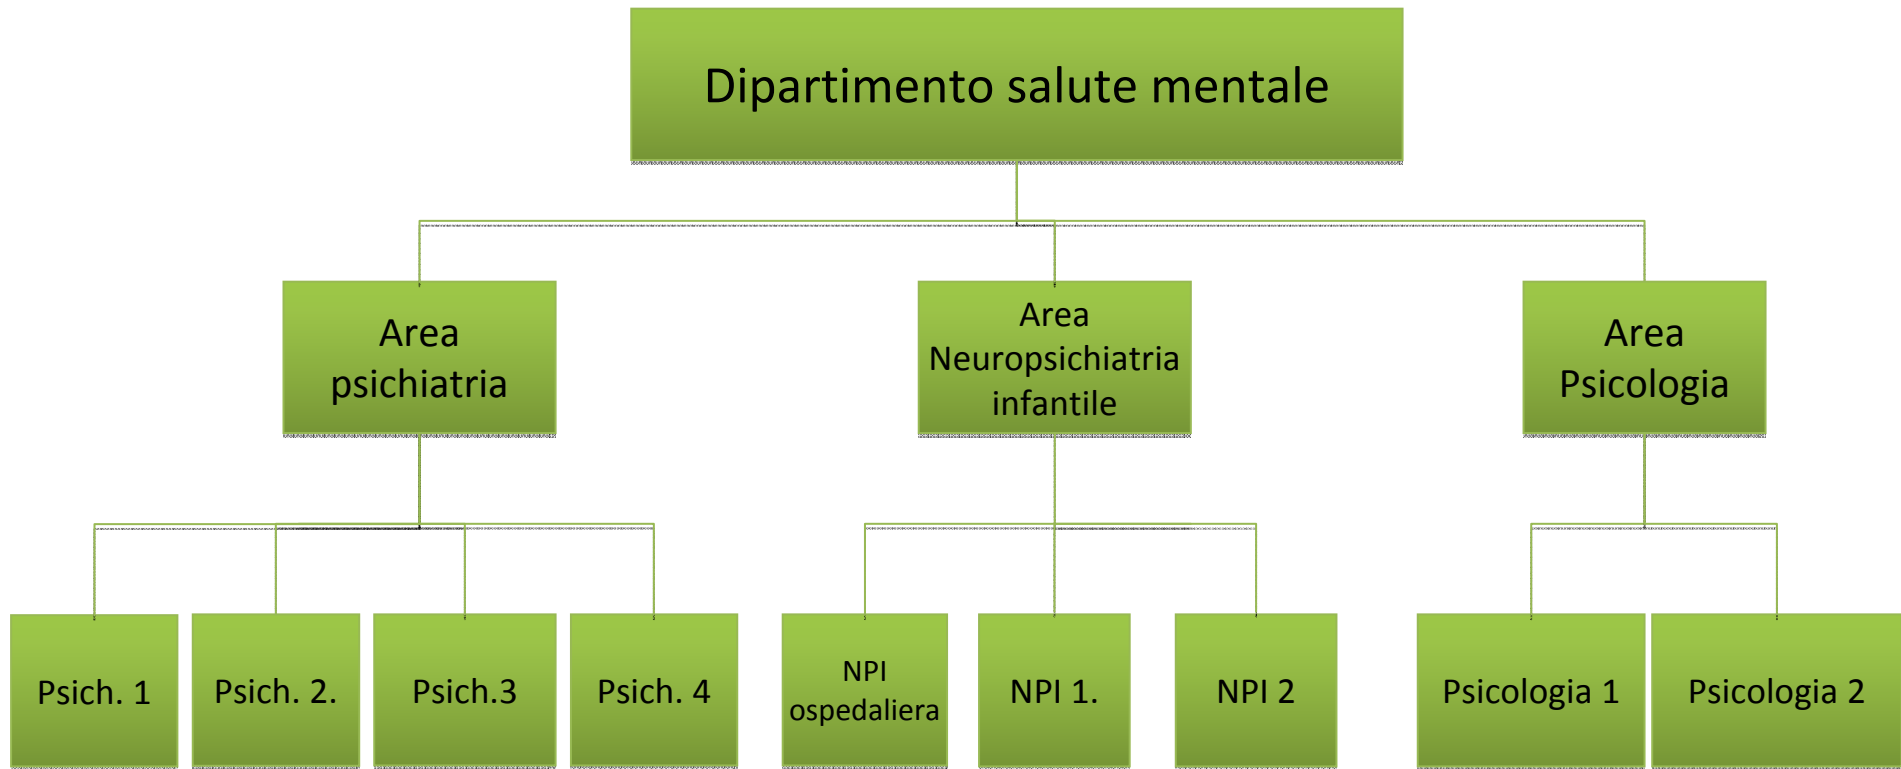 Dipartimento salute mentale
Area
psichiatria
Area
Neuropsichiatria
infantile
Area
Psicologia
Psich. 1
Psich. 2.
Psich.3
Psich. 4
NPI
ospedaliera
NPI 1.
NPI 2
Psicologia 1
Psicologia 2